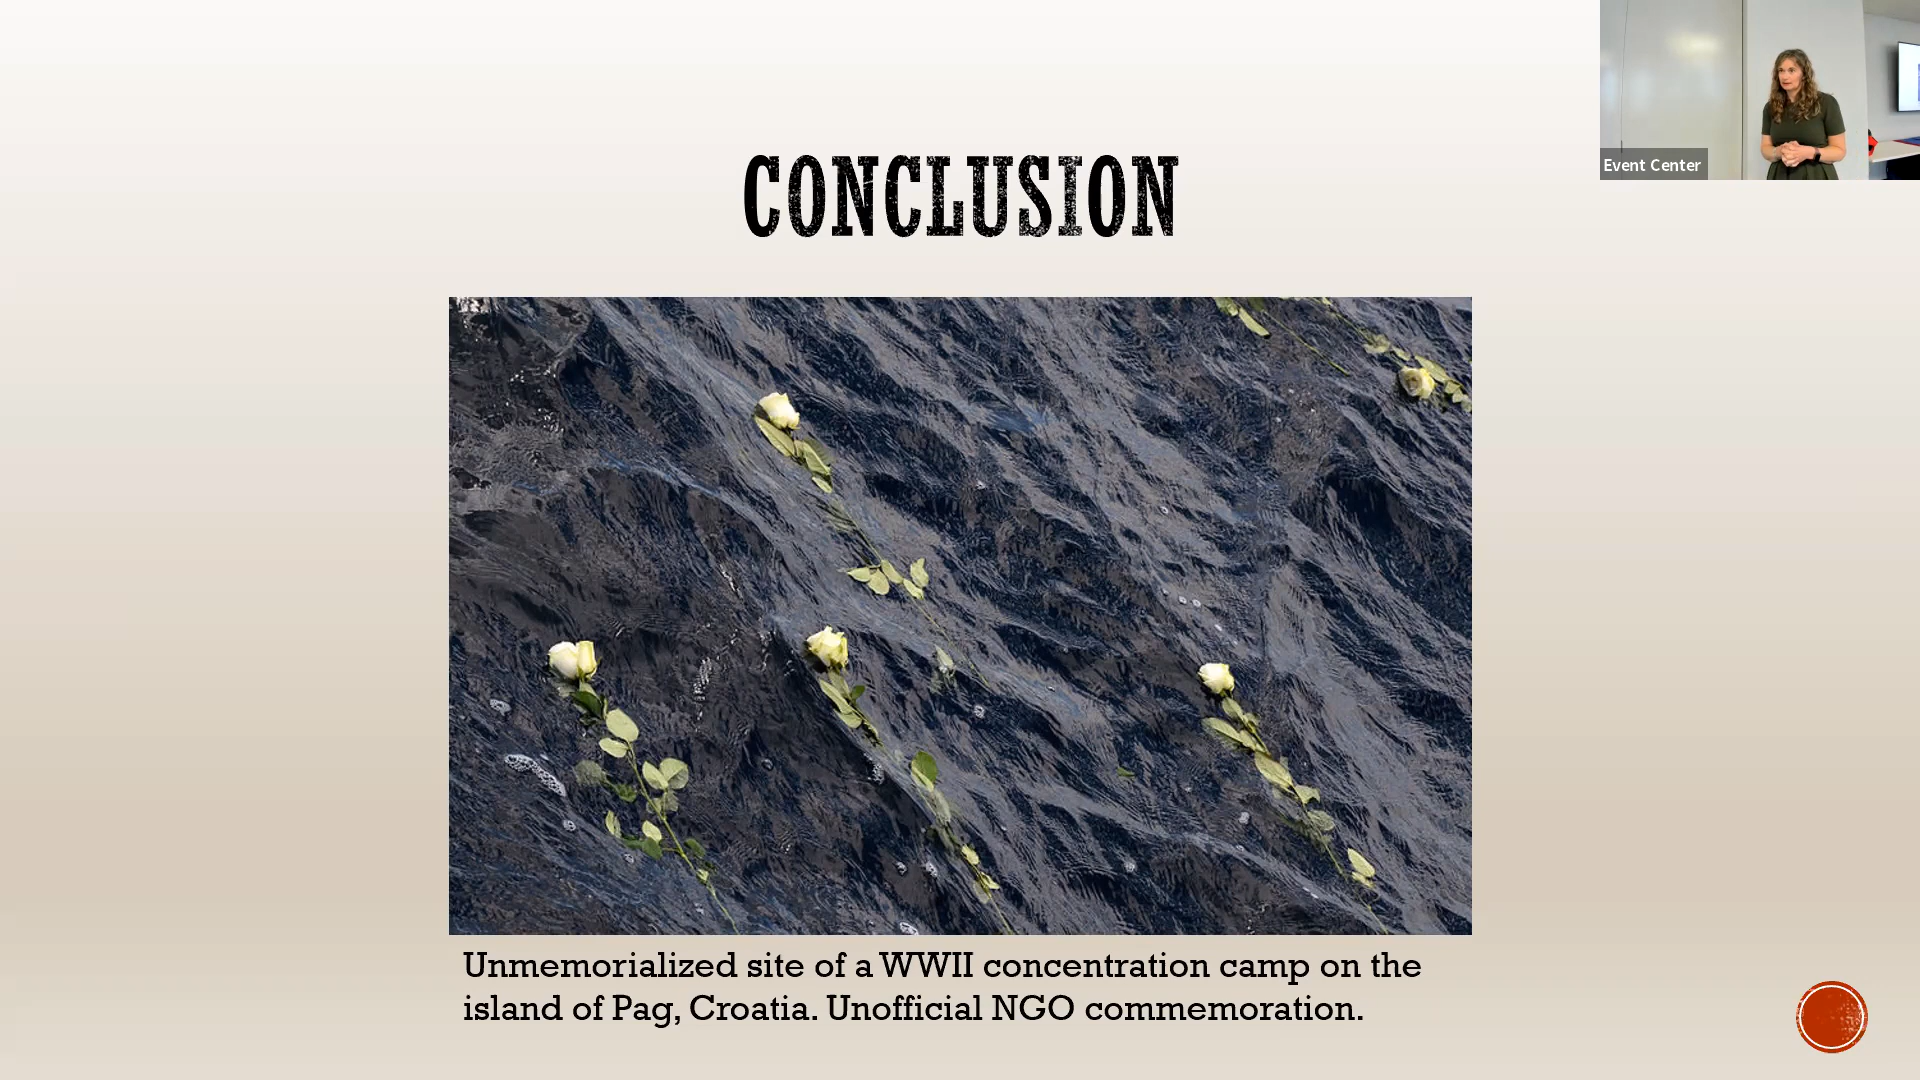 Event Center
CONCLUSION
Unmemorialized site of a WWII concentration camp on the
island of Pag, Croatia. Unofficial NGO commemoration.